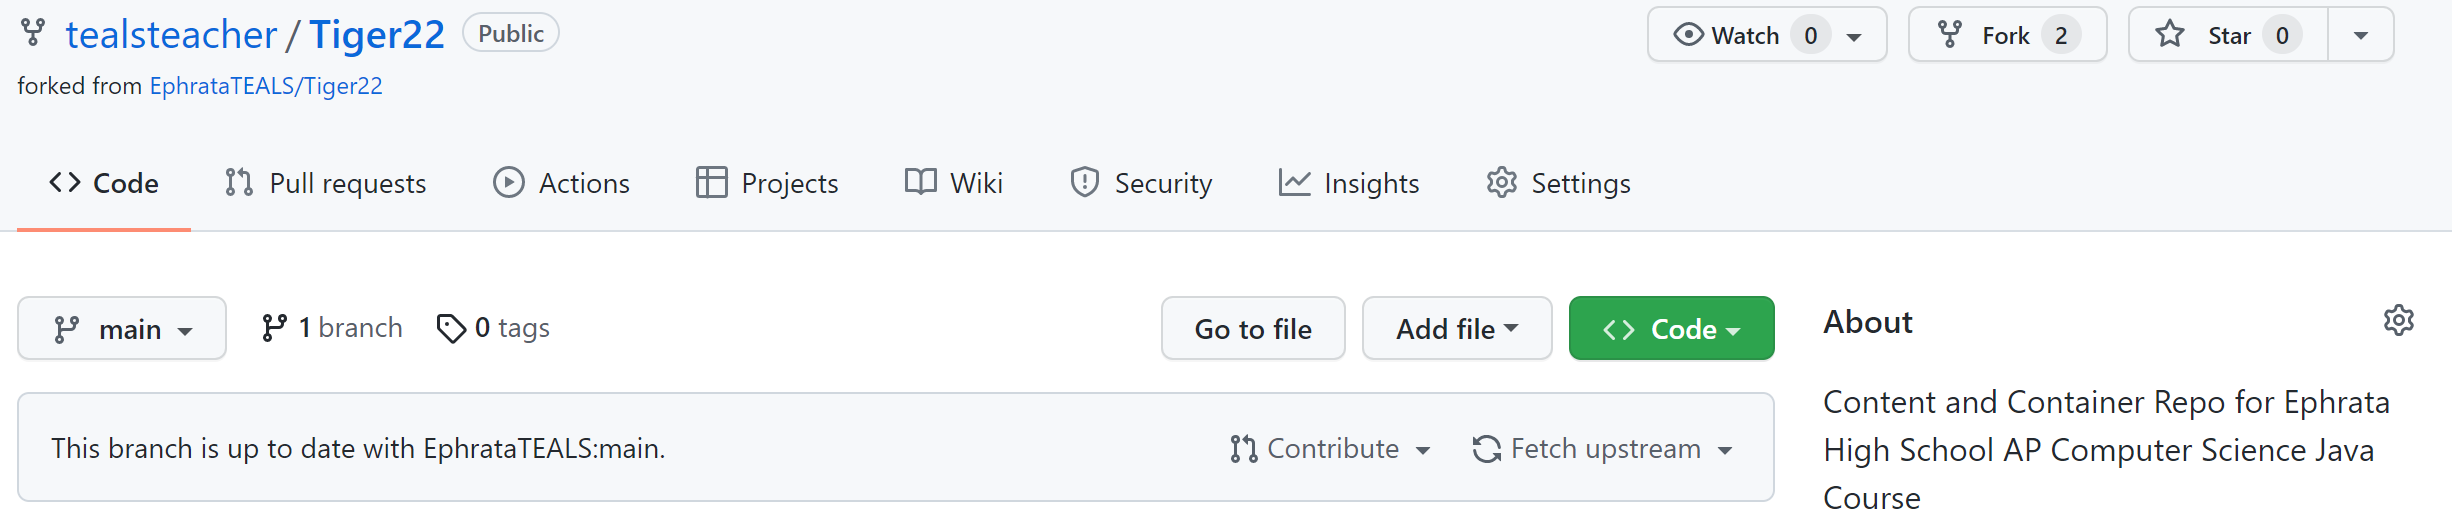 tealsteacher / Tiger22 Public Watch 0 Fork 2 Star 0
forked from EphrataTEALS/Tiger22
Code Pull requests Actions Projects Wiki Security Insights Settings
main 1 branch 0 tags Go to file Add file Code
This branch is up to date with EphrataTEALS:main. Contribute Fetch upstream
About
Content and Container Repo for Ephrata
High School AP Computer Science Java
Course